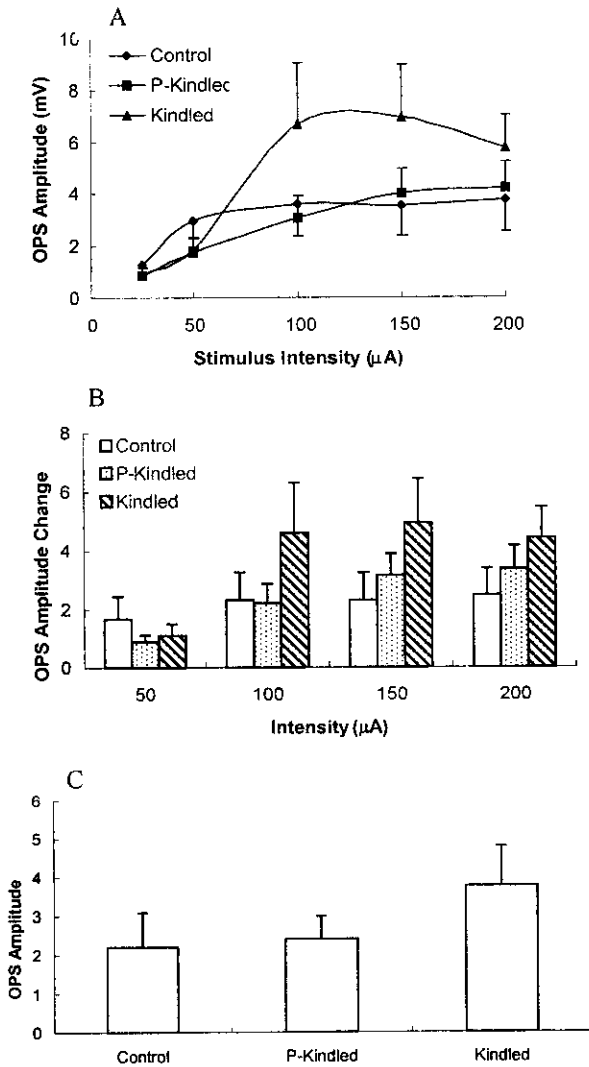 A
10
8
6
4
2
0
OPS Amplitude (mV)
Control
P-Kindled
Kindled
0 50 100 150 200
Stimulus Intensity (μA)
B
8
6
4
2
0
OPS Amplitude Change
Control
P-Kindled
Kindled
50 100 150 200
Intensity (μA)
C
6
5
4
3
2
1
0
OPS Amplitude
Control P-Kindled Kindled